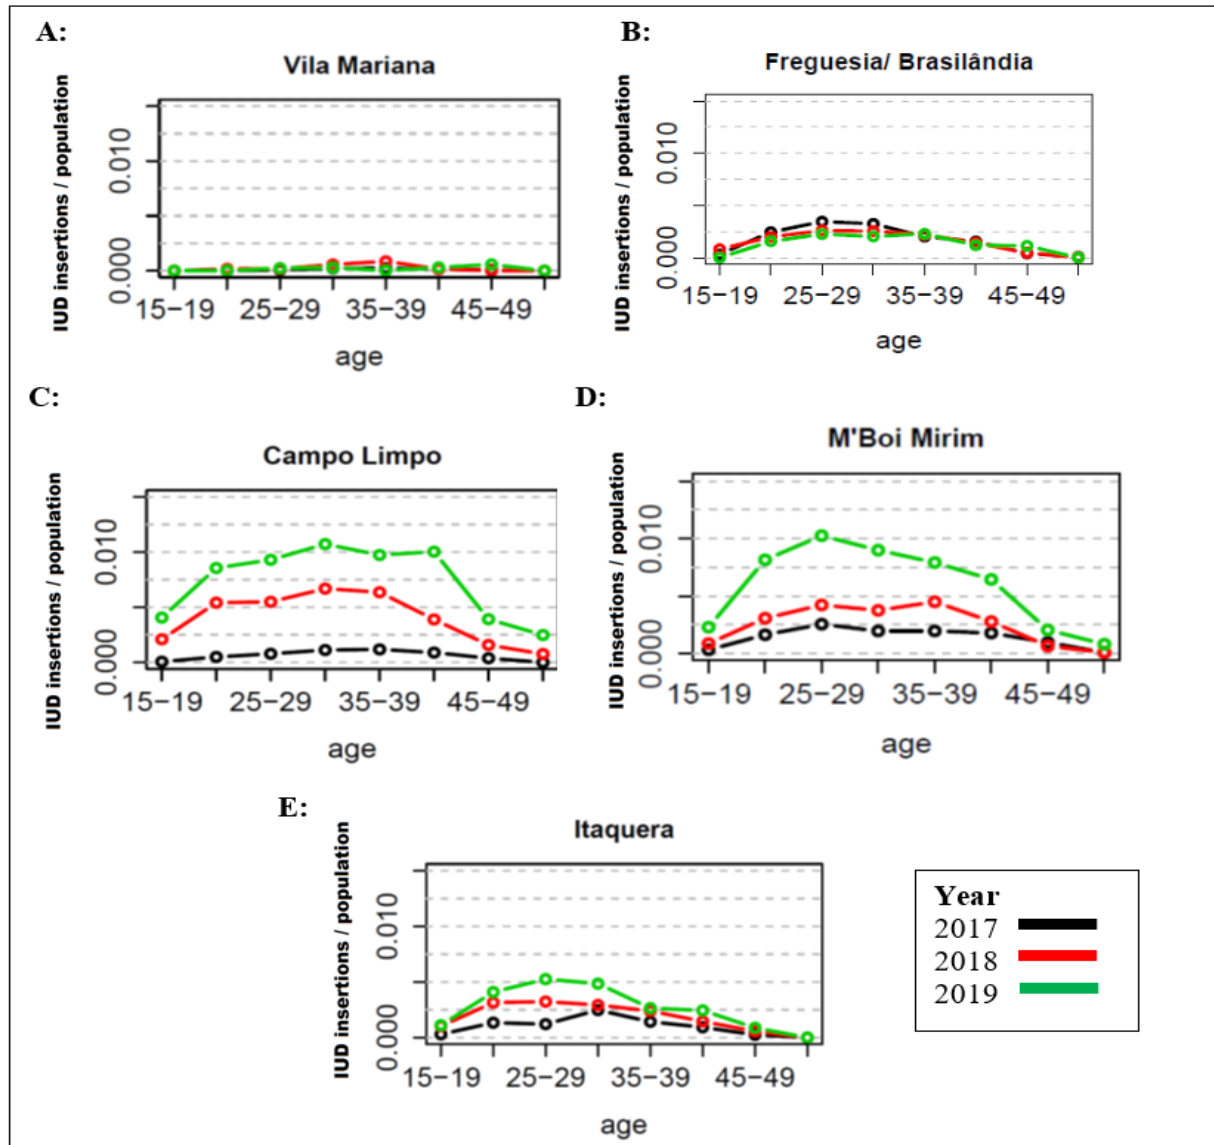 A:
Vila Mariana
IUD insertions / population
0.010
0.000
15–19 25–29 35–39 45–49
age
B:
Freguesia/ Brasilândia
IUD insertions / population
0.010
0.000
15–19 25–29 35–39 45–49
age
C:
Campo Limpo
IUD insertions / population
0.010
0.000
15–19 25–29 35–39 45–49
age
D:
M'Boi Mirim
IUD insertions / population
0.010
0.000
15–19 25–29 35–39 45–49
age
E:
Itaquera
IUD insertions / population
0.010
0.000
15–19 25–29 35–39 45–49
age
Year
2017
2018
2019